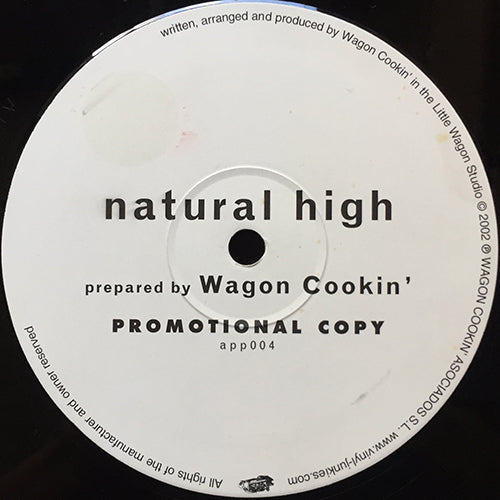 written, arranged and produced by Wagon Cookin' in the Little Wagon Studio © 2002 ℗ WAGON COOKIN' ASOCIADOS S.L. www.vinyl-junkies.com
natural high
prepared by Wagon Cookin'
PROMOTIONAL COPY
app004
All rights of the manufacturer and owner reserved